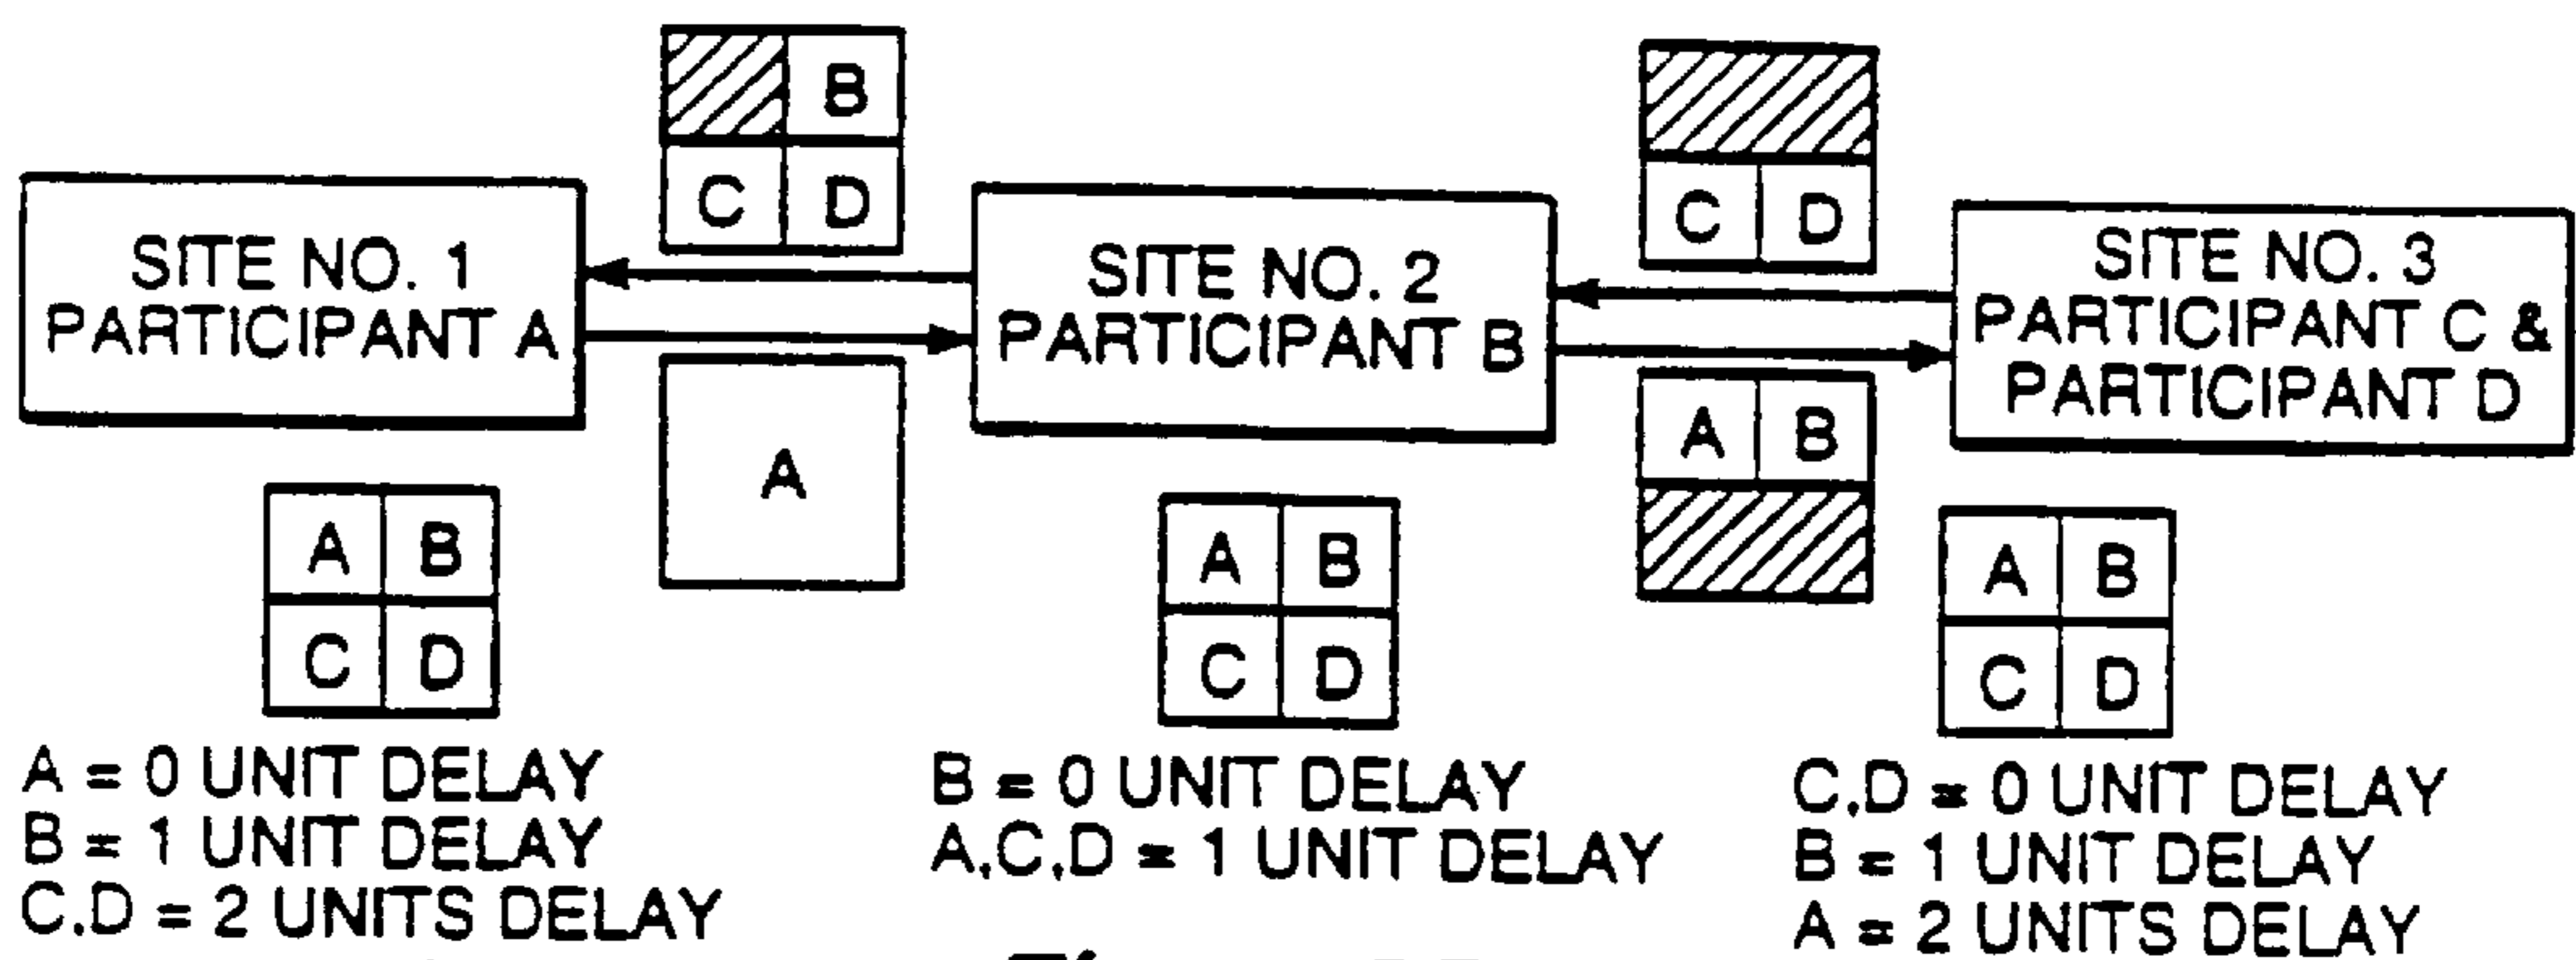 B
C D
SITE NO. 1
PARTICIPANT A
A
SITE NO. 2
PARTICIPANT B
C D
A B
SITE NO. 3
PARTICIPANT C &
PARTICIPANT D
A B
C D
A B
C D
A B
C D
A = 0 UNIT DELAY
B = 1 UNIT DELAY
C,D = 2 UNITS DELAY
B = 0 UNIT DELAY
A,C,D = 1 UNIT DELAY
C,D = 0 UNIT DELAY
B = 1 UNIT DELAY
A = 2 UNITS DELAY